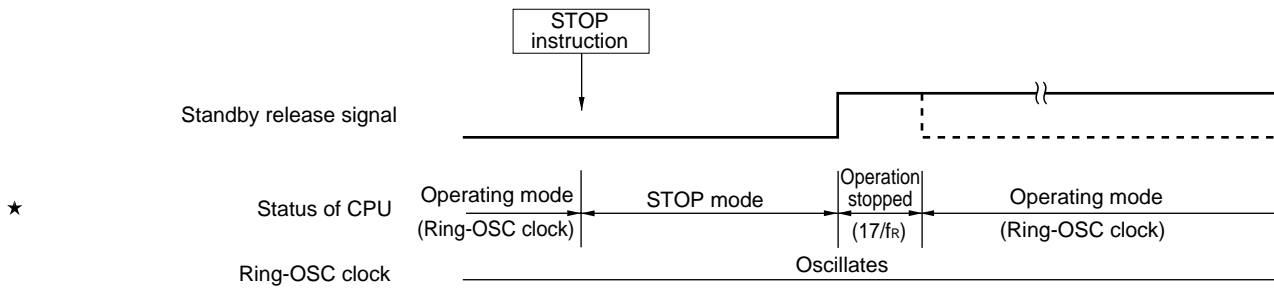 STOP
instruction
Standby release signal
★ Status of CPU
Operating mode
(Ring-OSC clock)
STOP mode
Operation
stopped
(17/fR)
Operating mode
(Ring-OSC clock)
Ring-OSC clock
Oscillates